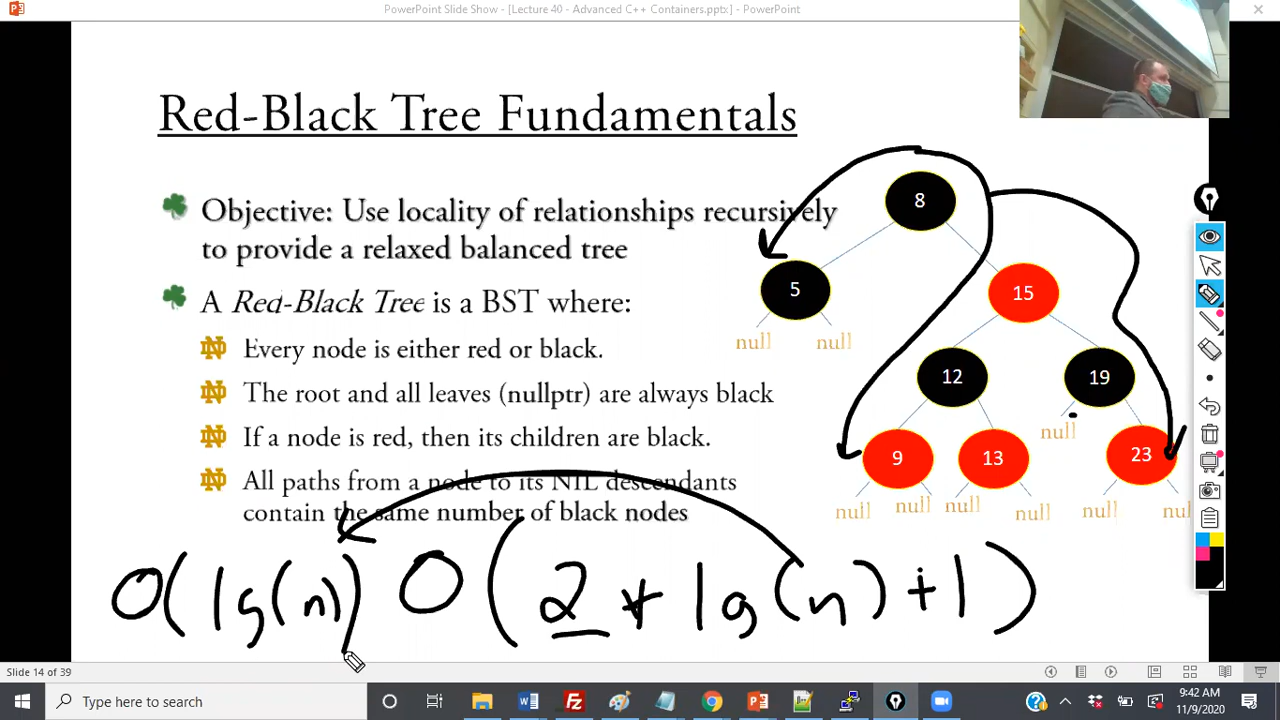 PowerPoint Slide Show - [Lecture 40 - Advanced C++ Containers.pptx] - PowerPoint
Red-Black Tree Fundamentals
Objective: Use locality of relationships recursively
to provide a relaxed balanced tree
A Red-Black Tree is a BST where:
Every node is either red or black.
The root and all leaves (nullptr) are always black
If a node is red, then its children are black.
All paths from a node to its NIL descendants
contain the same number of black nodes
8
5
15
null
null
12
19
null
9
13
23
null
null
null
null
null
nul
O(lg(n)) O(2 * lg(n) + 1)
Slide 14 of 39
Type here to search
9:42 AM
11/9/2020